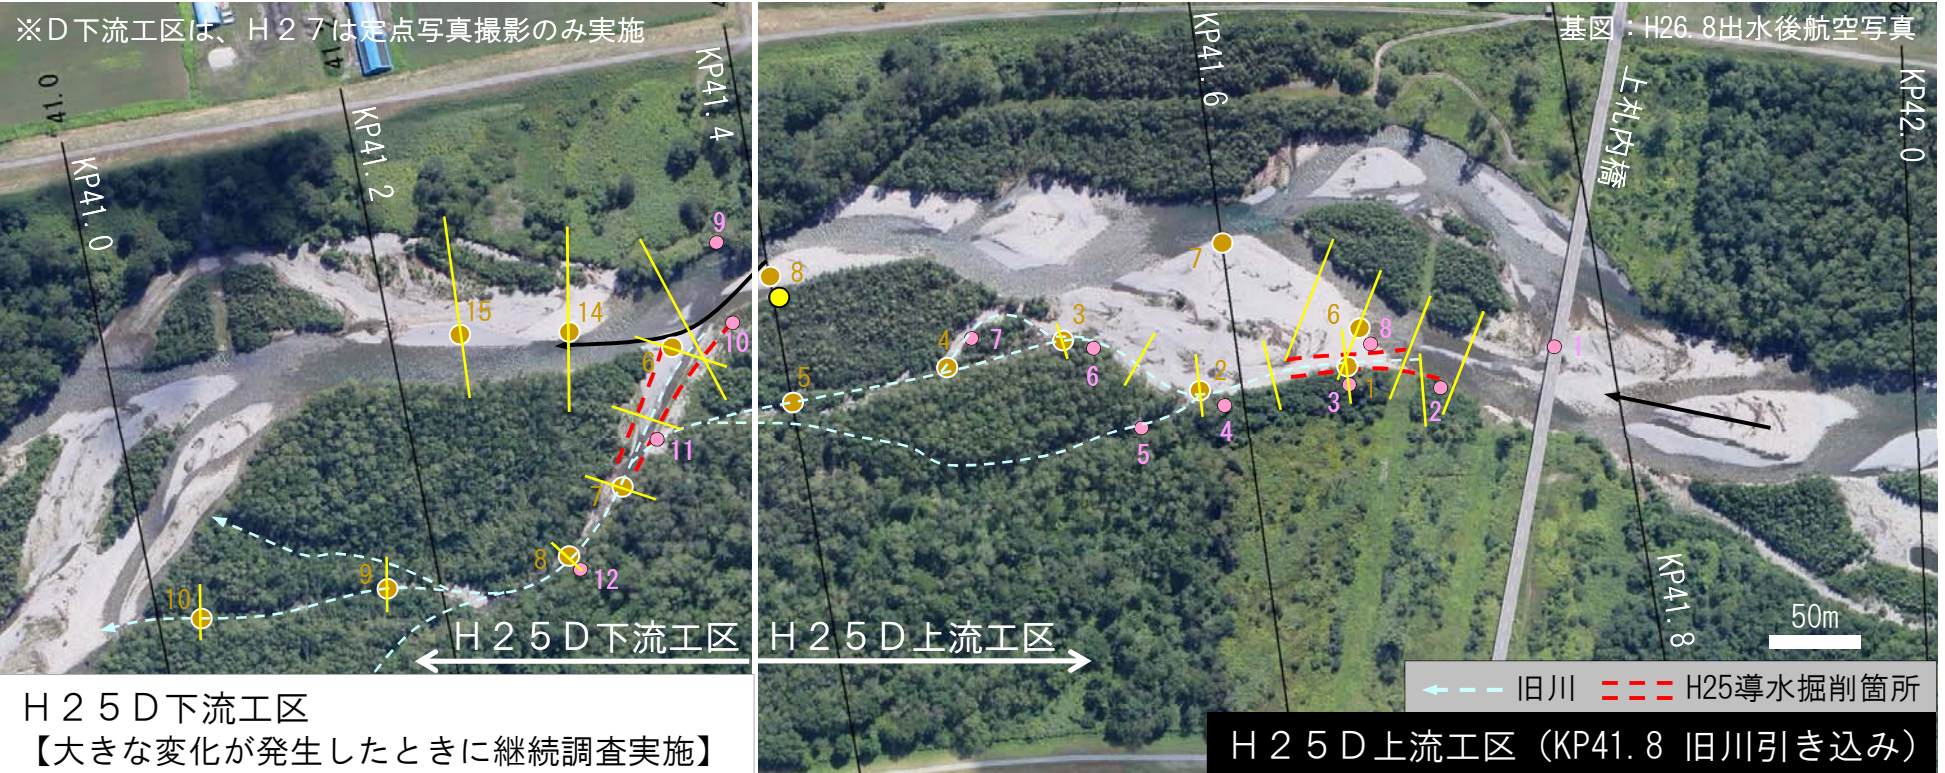 ※Ｄ下流工区は、Ｈ２７は定点写真撮影のみ実施
基図：H26.8出水後航空写真
41.0
KP41.0
KP41.2
KP41.4
KP41.6
上札内橋
KP42.0
KP41.8
9
8
7
15
14
6
10
3
4
7
6
8
1
5
2
6
3
1
2
4
5
11
7
8
12
9
10
50m
Ｈ２５Ｄ下流工区
Ｈ２５Ｄ上流工区
旧川
H25導水掘削箇所
Ｈ２５Ｄ下流工区
【大きな変化が発生したときに継続調査実施】
Ｈ２５Ｄ上流工区（KP41.8 旧川引き込み）